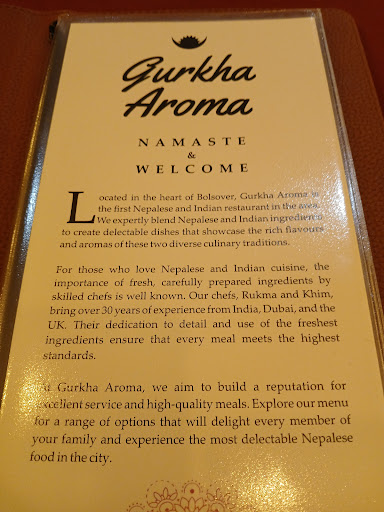 Gurkha
Aroma
NAMASTE
&
WELCOME
Located in the heart of Bolsover, Gurkha Aroma is
the first Nepalese and Indian restaurant in the area.
We expertly blend Nepalese and Indian ingredients
to create delectable dishes that showcase the rich flavours
and aromas of these two diverse culinary traditions.
For those who love Nepalese and Indian cuisine, the
importance of fresh, carefully prepared ingredients by
skilled chefs is well known. Our chefs, Rukma and Khim,
bring over 30 years of experience from India, Dubai, and the
UK. Their dedication to detail and use of the freshest
ingredients ensure that every meal meets the highest
standards.
Gurkha Aroma, we aim to build a reputation for
excellent service and high-quality meals. Explore our menu
for a range of options that will delight every member of
your family and experience the most delectable Nepalese
food in the city.